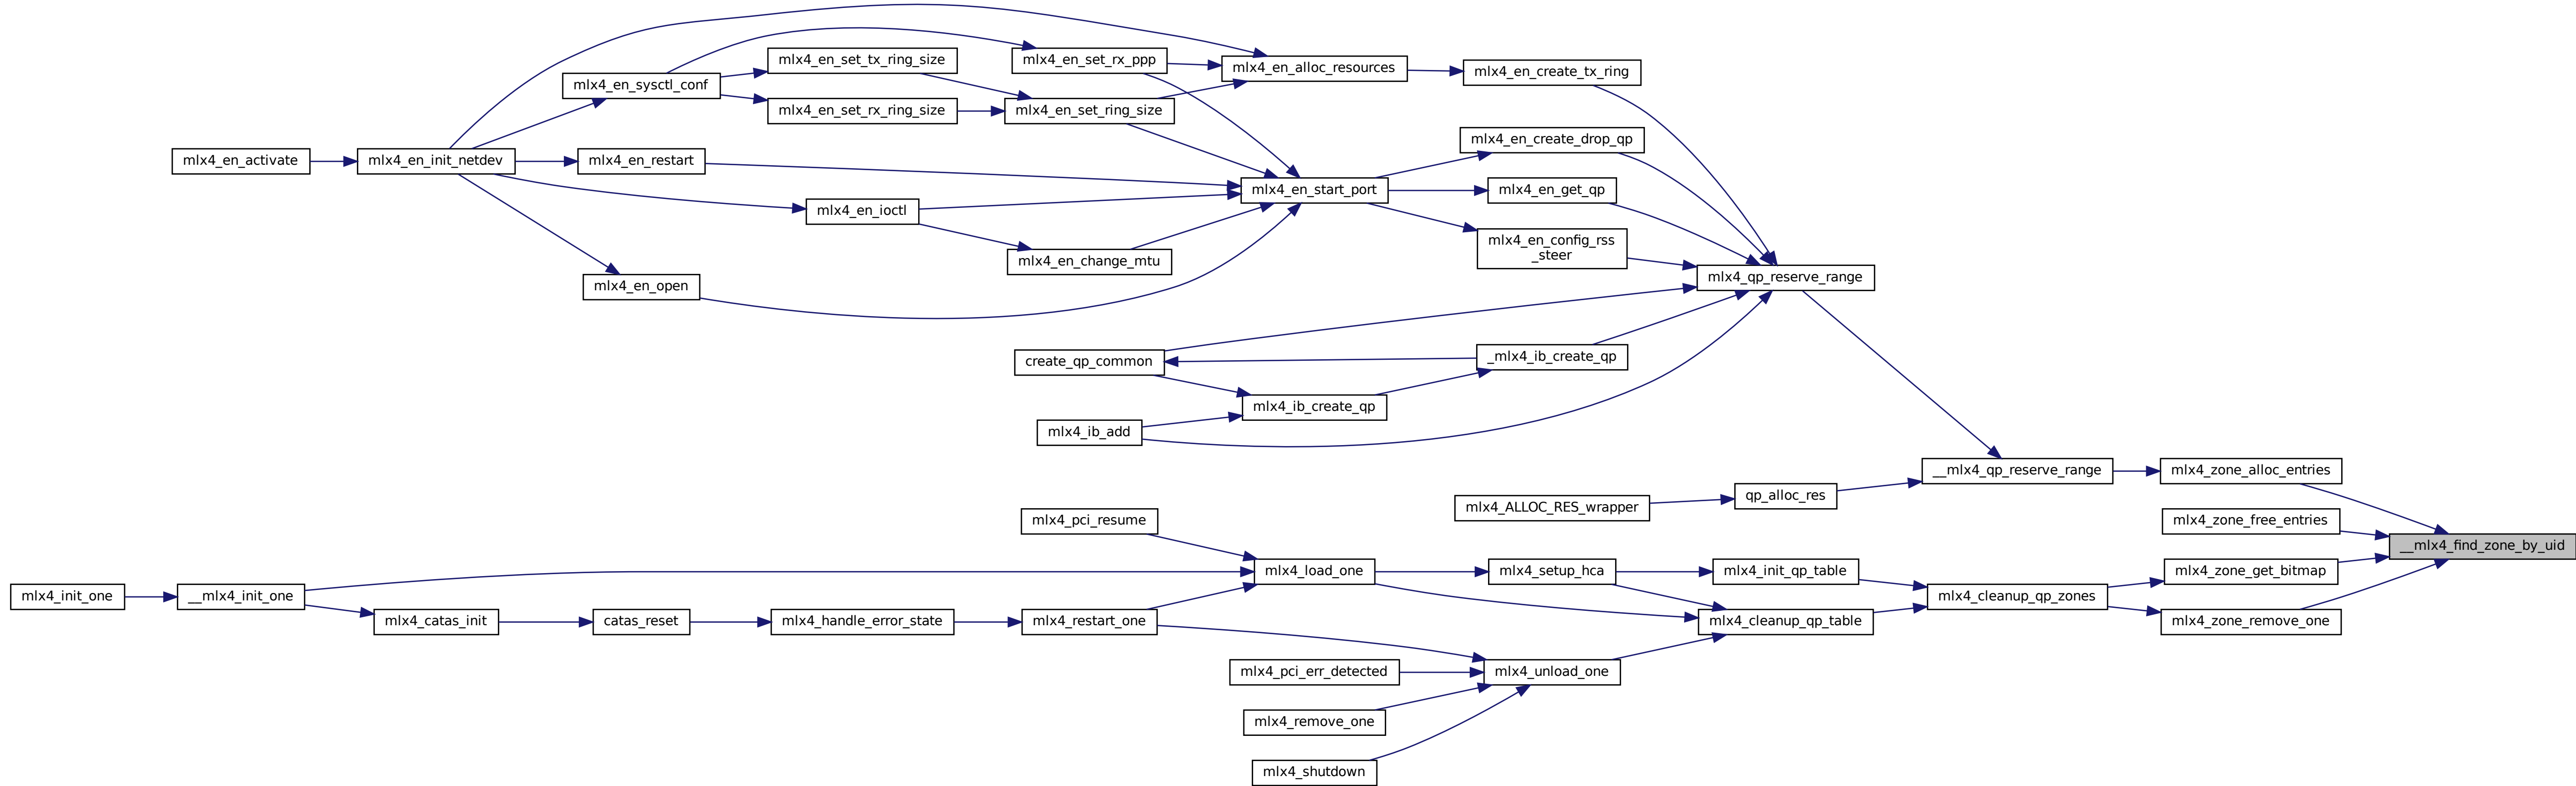 mlx4_en_set_tx_ring_size
mlx4_en_set_rx_ppp
mlx4_en_alloc_resources
mlx4_en_create_tx_ring
mlx4_en_sysctl_conf
mlx4_en_set_rx_ring_size
mlx4_en_set_ring_size
mlx4_en_create_drop_qp
mlx4_en_activate
mlx4_en_init_netdev
mlx4_en_restart
mlx4_en_start_port
mlx4_en_get_qp
mlx4_en_ioctl
mlx4_en_config_rss
_steer
mlx4_en_change_mtu
mlx4_qp_reserve_range
mlx4_en_open
create_qp_common
_mlx4_ib_create_qp
mlx4_ib_create_qp
mlx4_ib_add
__mlx4_qp_reserve_range
mlx4_zone_alloc_entries
qp_alloc_res
mlx4_ALLOC_RES_wrapper
mlx4_pci_resume
mlx4_zone_free_entries
__mlx4_find_zone_by_uid
mlx4_load_one
mlx4_setup_hca
mlx4_init_qp_table
mlx4_zone_get_bitmap
mlx4_init_one
__mlx4_init_one
mlx4_cleanup_qp_zones
mlx4_catas_init
catas_reset
mlx4_handle_error_state
mlx4_restart_one
mlx4_cleanup_qp_table
mlx4_zone_remove_one
mlx4_pci_err_detected
mlx4_unload_one
mlx4_remove_one
mlx4_shutdown